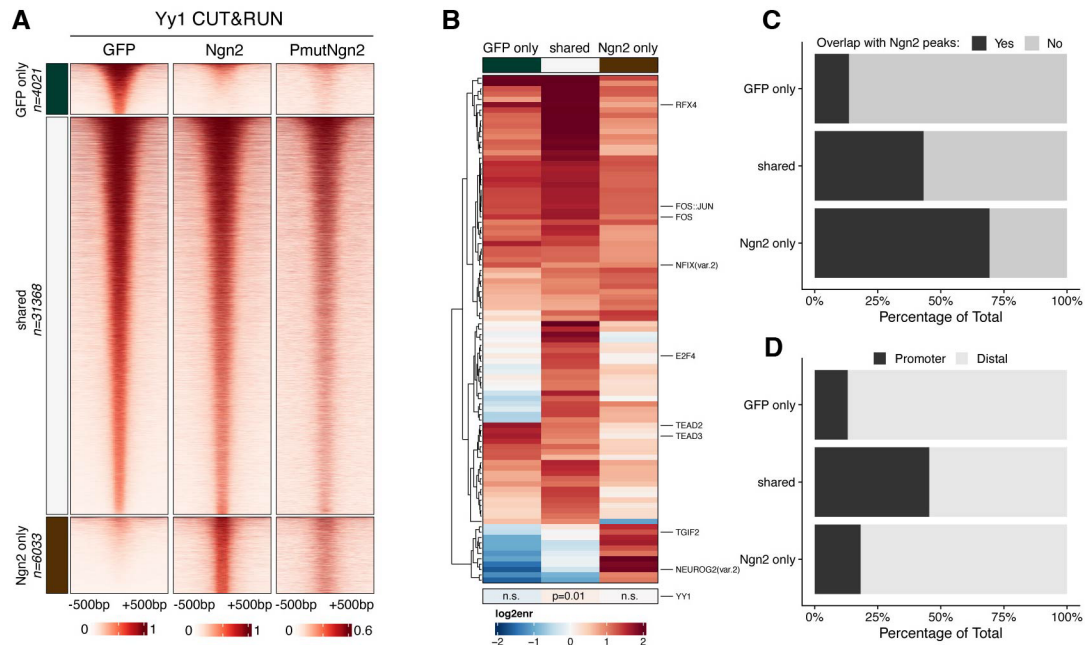 A
Yy1 CUT&RUN
GFP
Ngn2
PmutNgn2
GFP only
n=4021
shared
n=31368
Ngn2 only
n=6033
-500bp +500bp
-500bp +500bp
-500bp +500bp
0 1
0 1
0 0.6
B
GFP only
shared
Ngn2 only
RFX4
FOS::JUN
FOS
NFIX(var.2)
E2F4
TEAD2
TEAD3
TGIF2
NEUROG2(var.2)
n.s.
p=0.01
n.s.
YY1
log2enr
−2 −1 0 1 2
C
Overlap with Ngn2 peaks: Yes No
GFP only
shared
Ngn2 only
0% 25% 50% 75% 100%
Percentage of Total
D
Promoter Distal
GFP only
shared
Ngn2 only
0% 25% 50% 75% 100%
Percentage of Total